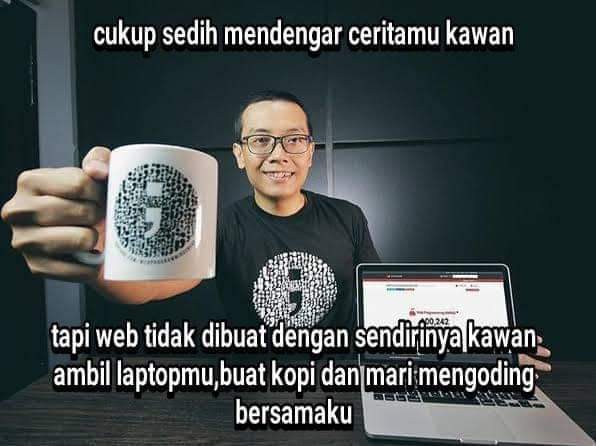 cukup sedih mendengar ceritamu kawan
tapi web tidak dibuat dengan sendirinya kawan
ambil laptopmu,buat kopi dan mari mengoding
bersamaku